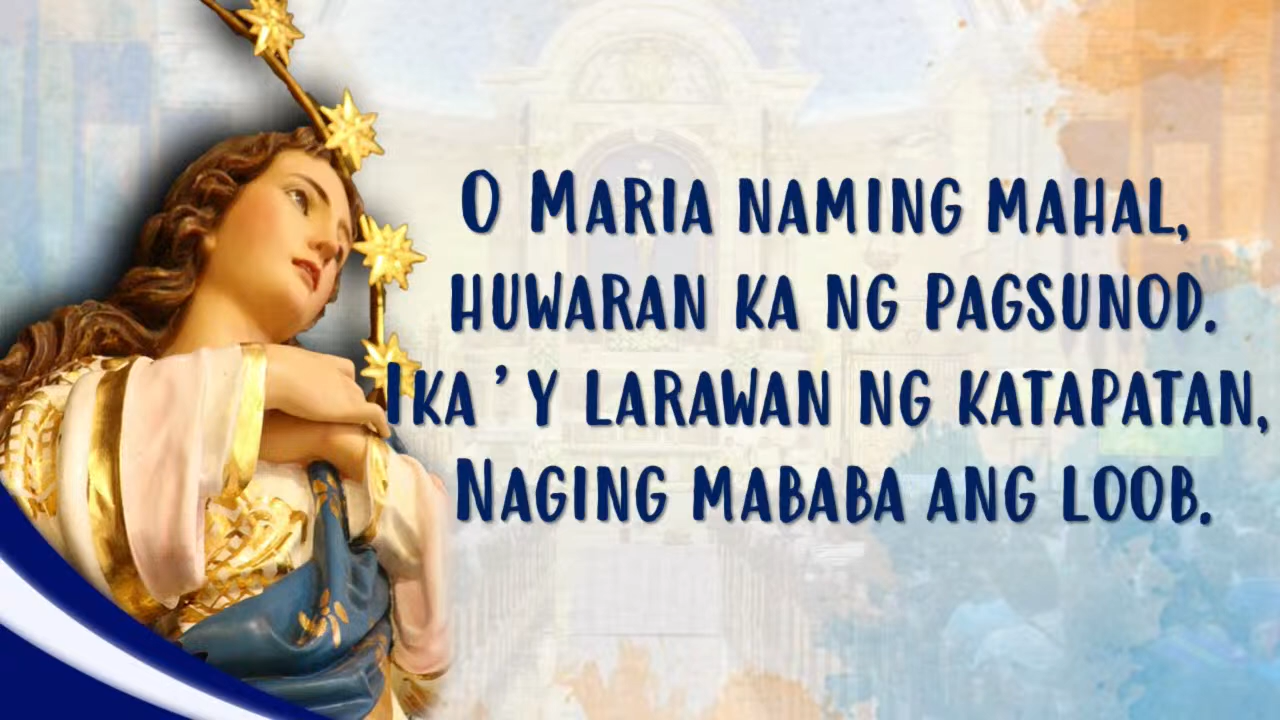 O Maria naming mahal,
huwaran ka ng pagsunod.
Ika'y larawan ng katapatan,
Naging mababa ang loob.